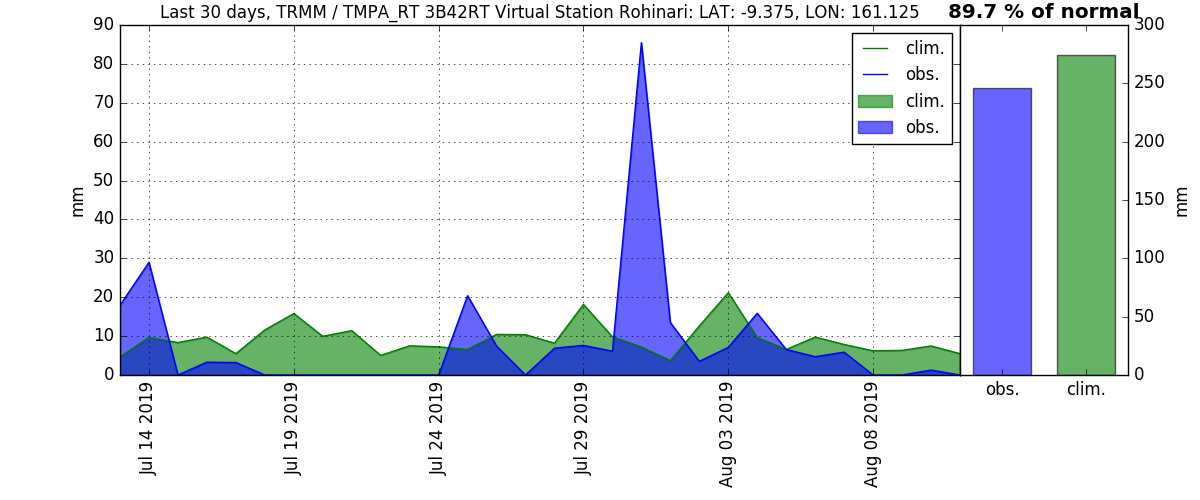 Last 30 days, TRMM / TMPA_RT 3B42RT Virtual Station Rohinari: LAT: -9.375, LON: 161.125
89.7 % of normal
90
80
70
60
50
40
30
20
10
0
mm
clim.
obs.
clim.
obs.
Jul 14 2019
Jul 19 2019
Jul 24 2019
Jul 29 2019
Aug 03 2019
Aug 08 2019
300
250
200
150
100
50
0
mm
obs.
clim.